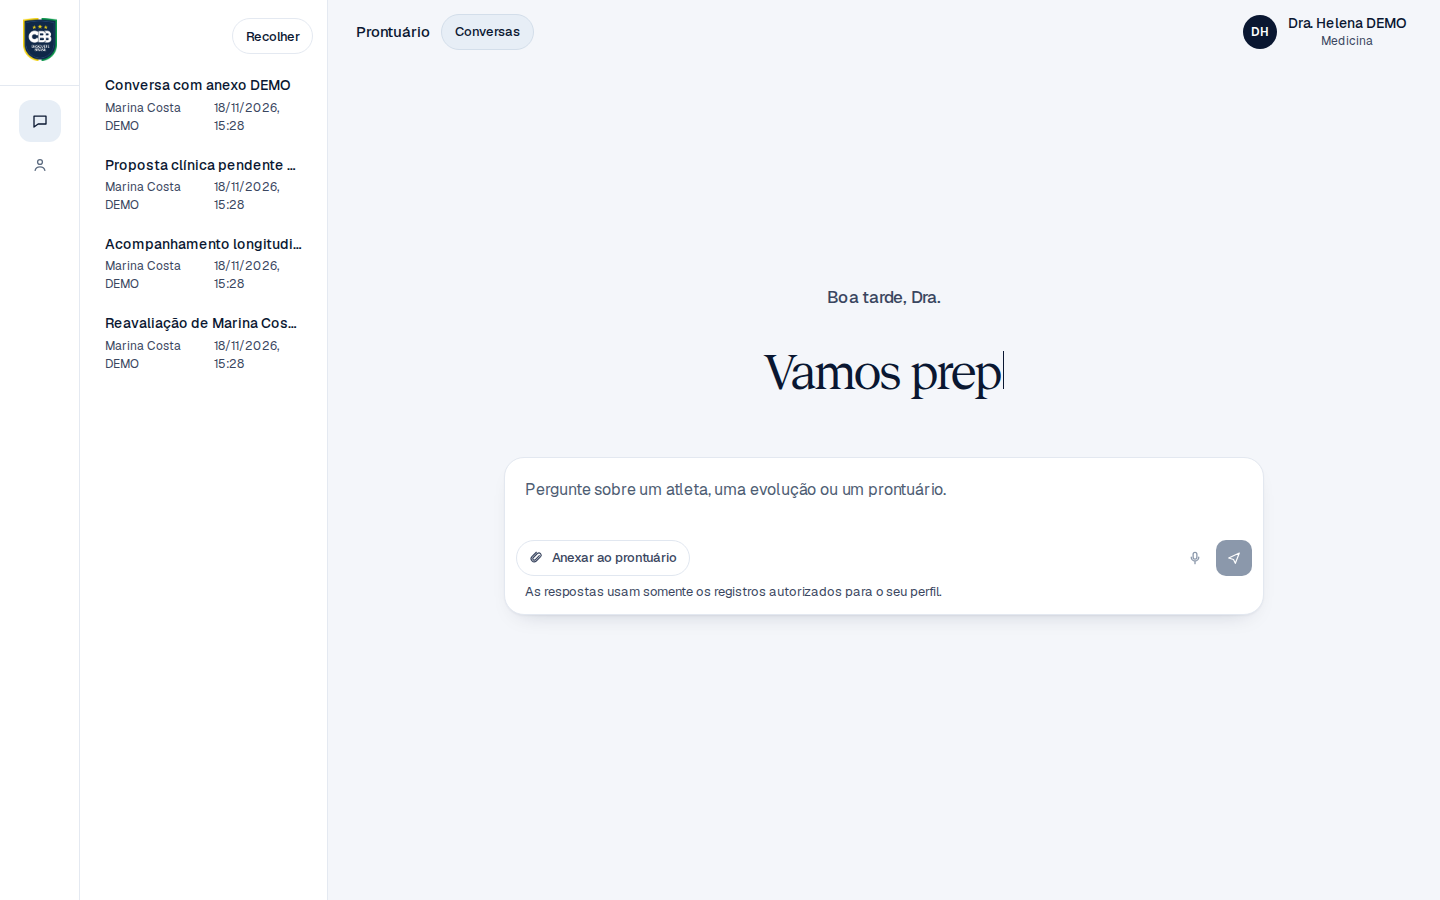 CBB
Recolher
Conversa com anexo DEMO
Marina Costa DEMO
18/11/2026, 15:28
Proposta clínica pendente ...
Marina Costa DEMO
18/11/2026, 15:28
Acompanhamento longitudi...
Marina Costa DEMO
18/11/2026, 15:28
Reavaliação de Marina Cos...
Marina Costa DEMO
18/11/2026, 15:28
Prontuário
Conversas
DH
Dra. Helena DEMO
Medicina
Boa tarde, Dra.
Vamos prep
Pergunte sobre um atleta, uma evolução ou um prontuário.
Anexar ao prontuário
As respostas usam somente os registros autorizados para o seu perfil.